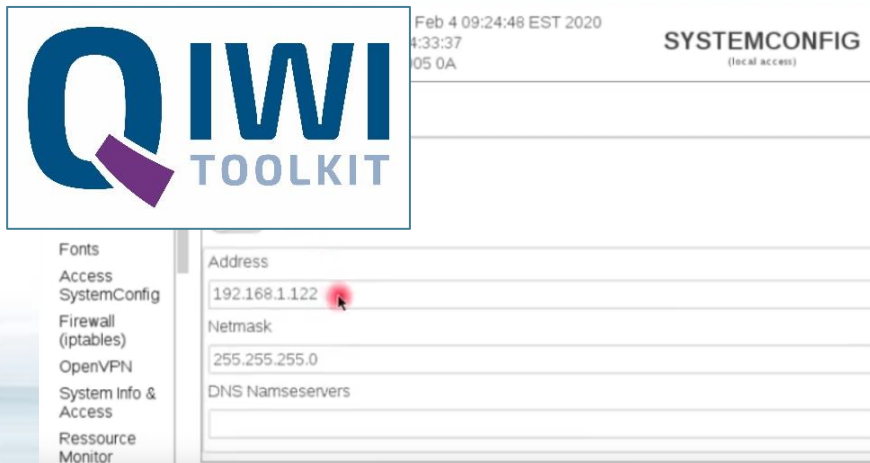 QIWI
TOOLKIT
Feb 4 09:24:48 EST 2020
4:33:37
005 0A
SYSTEMCONFIG
(local access)
Fonts
Access
SystemConfig
Firewall
(iptables)
OpenVPN
System Info &
Access
Ressource
Monitor
Address
192.168.1.122
Netmask
255.255.255.0
DNS Namseservers